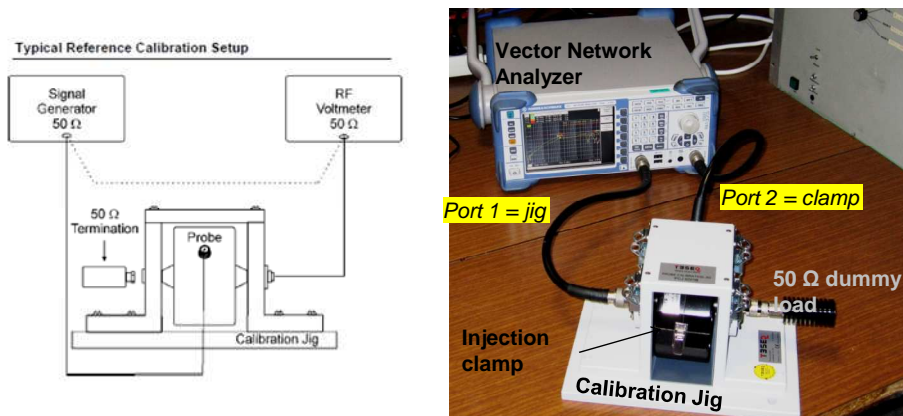 Typical Reference Calibration Setup
Signal
Generator
50 Ω
RF
Voltmeter
50 Ω
50 Ω
Termination
Probe
Calibration Jig
Vector Network
Analyzer
Port 1 = jig
Port 2 = clamp
50 Ω dummy
load
Injection
clamp
Calibration Jig